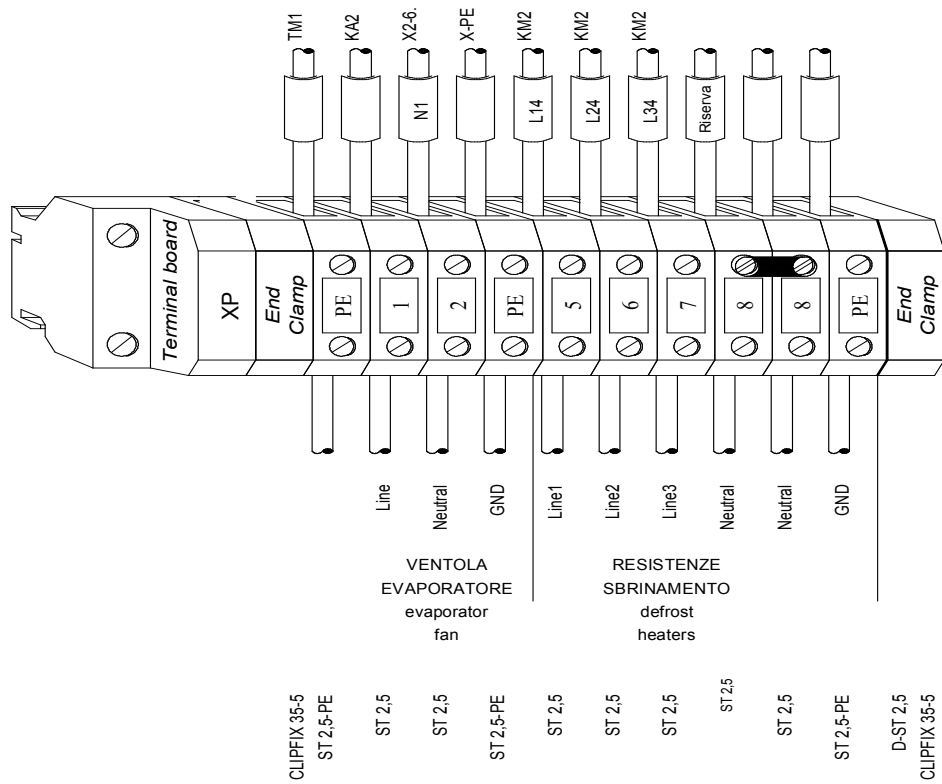 TM1
KA2
X2-6.
X-PE
KM2
KM2
KM2
N1
L14
L24
L34
Riserva
Terminal board
XP
End
Clamp
PE
1
2
PE
5
6
7
8
8
PE
End
Clamp
Line
Neutral
GND
Line1
Line2
Line3
Neutral
Neutral
GND
VENTOLA
EVAPORATORE
evaporator
fan
RESISTENZE
SBRINAMENTO
defrost
heaters
CLIPFIX 35-5
ST 2,5-PE
ST 2,5
ST 2,5
ST 2,5-PE
ST 2,5
ST 2,5
ST 2,5
ST 2,5
ST 2,5
ST 2,5-PE
D-ST 2,5
CLIPFIX 35-5